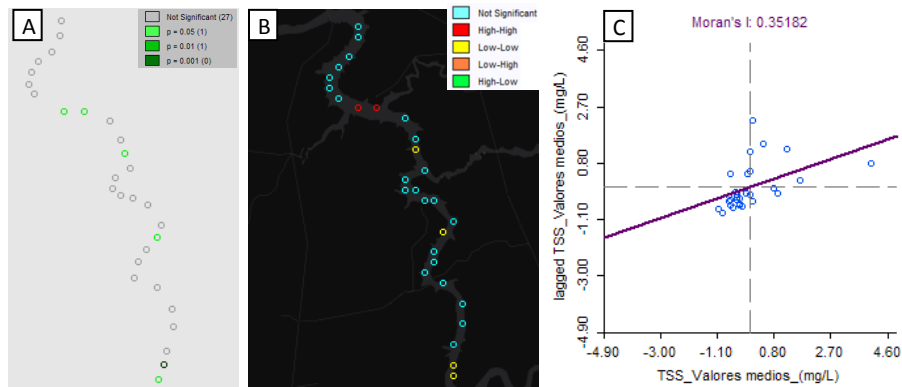 A
Not Significant (27)
p = 0.05 (1)
p = 0.01 (1)
p = 0.001 (0)
B
Not Significant
High-High
Low-Low
Low-High
High-Low
C
Moran's I: 0.35182
lagged TSS_Valores medios_(mg/L)
4.60
2.70
0.80
-1.10
-3.00
-4.90
-4.90
-3.00
-1.10
0.80
2.70
4.60
TSS_Valores medios_(mg/L)